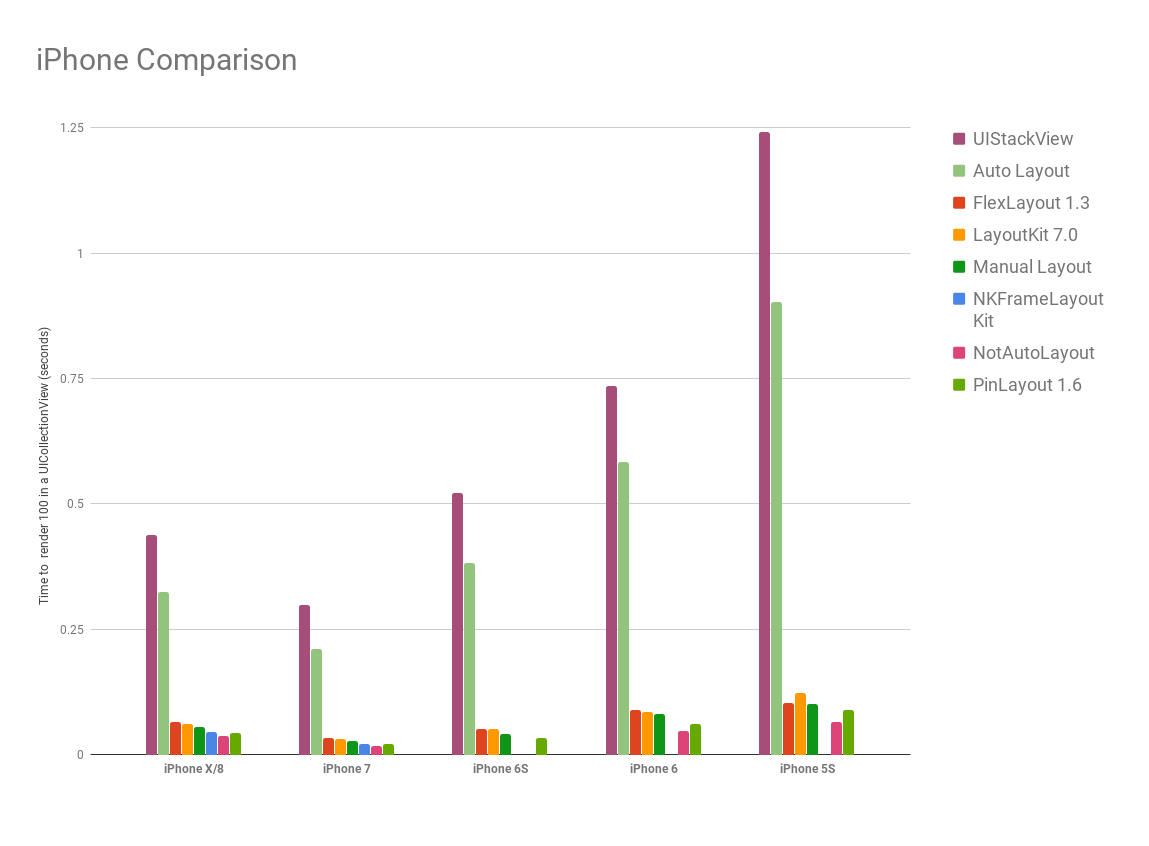 iPhone Comparison
1.25
1
0.75
0.5
0.25
0
Time to render 100 in a UICollectionView (seconds)
iPhone X/8
iPhone 7
iPhone 6S
iPhone 6
iPhone 5S
UIStackView
Auto Layout
FlexLayout 1.3
LayoutKit 7.0
Manual Layout
NKFrameLayout
Kit
NotAutoLayout
PinLayout 1.6